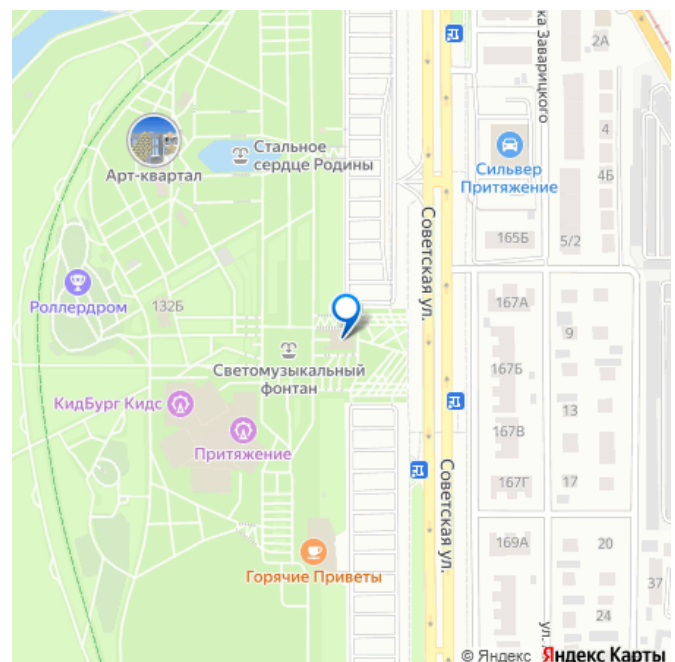 ка Заварицкого
2А
4
Стальное
сердце Родины
Арт-квартал
Сильвер
Притяжение
4Б
Советская ул.
165Б
5/2
Роллердром
132Б
167А
9
Светомузыкальный
фонтан
167Б
КидБург Кидс
13
167В
Притяжение
Советская ул.
167Г
17
169А
20
Горячие Приветы
37
24
ул.
© Яндекс Яндекс Карты